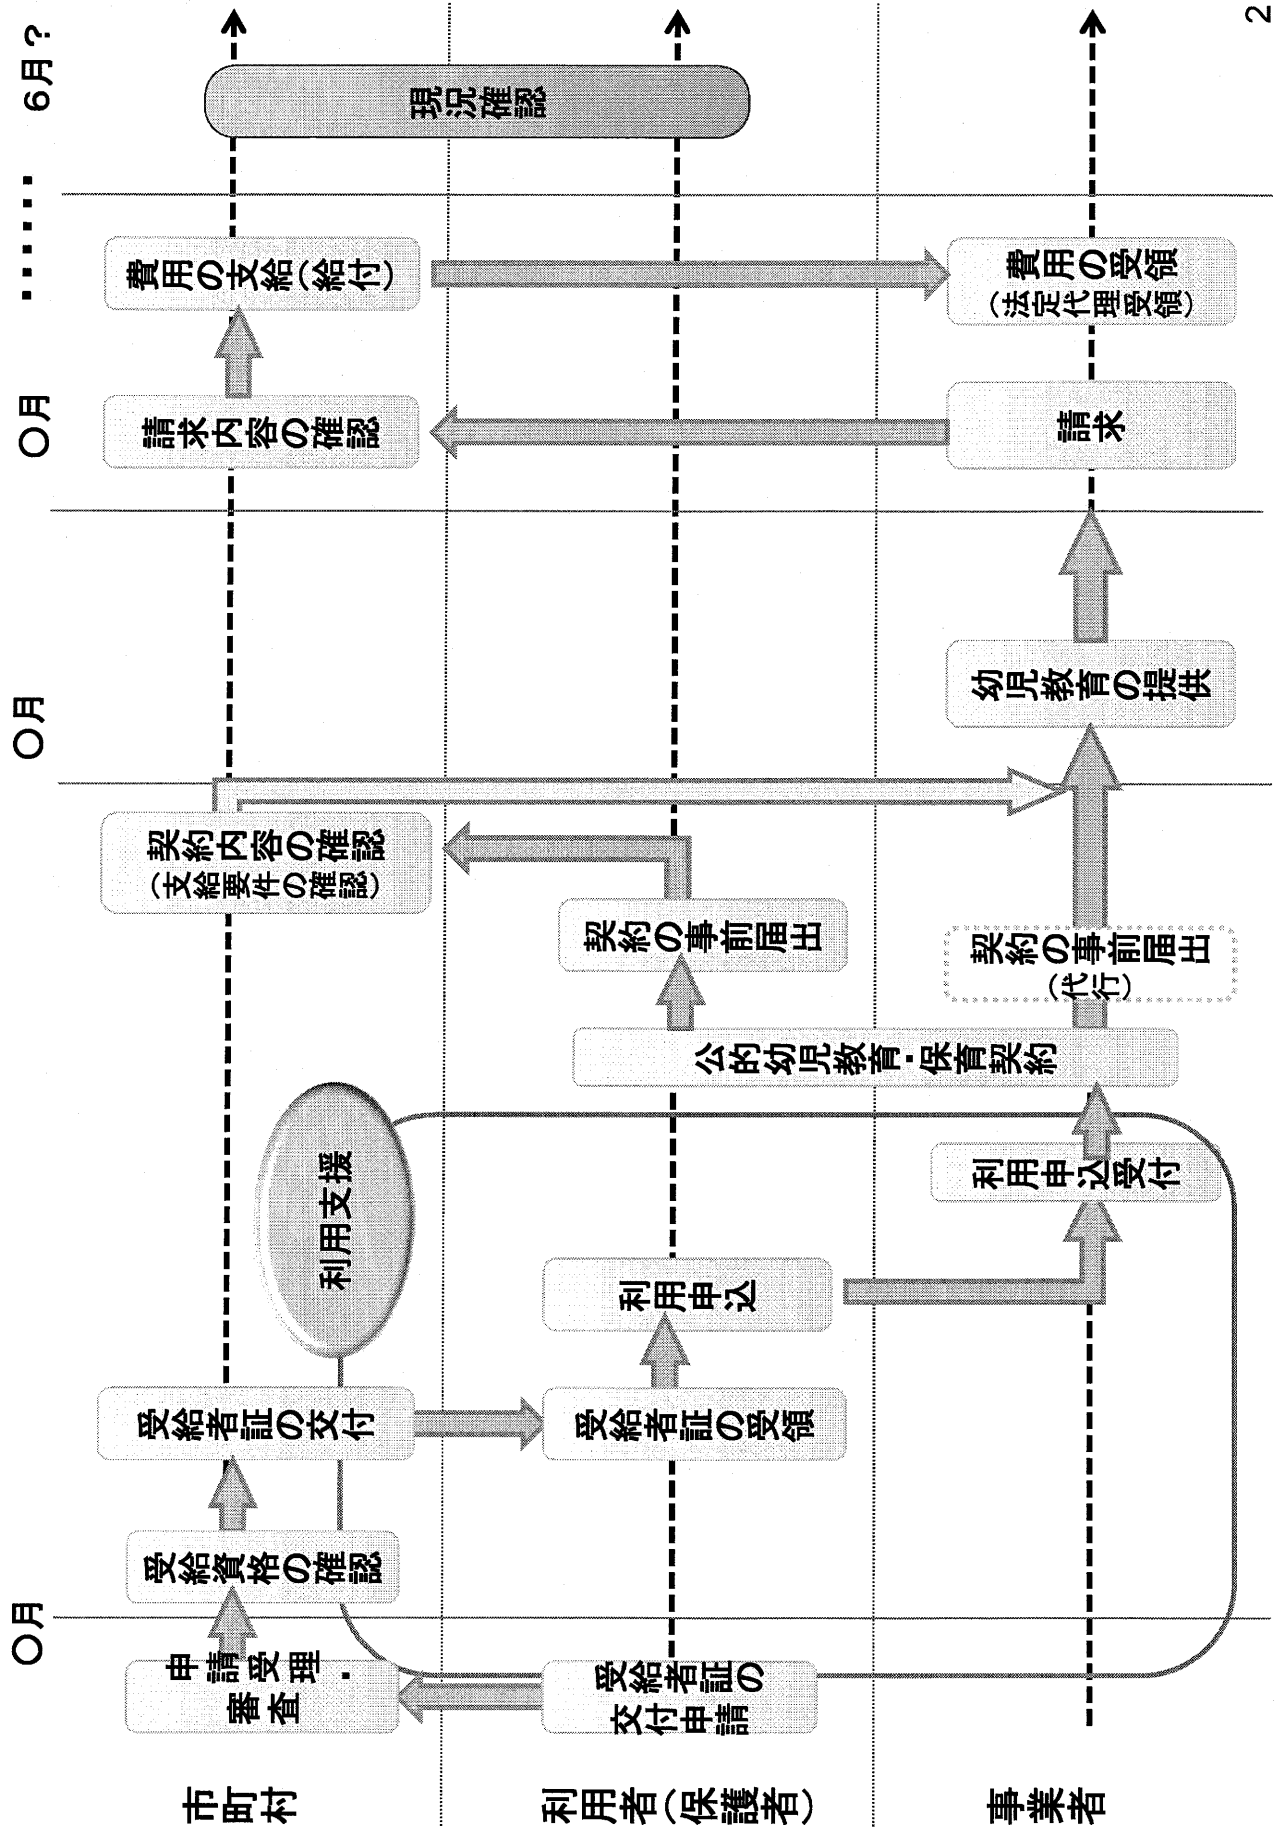 〇月
〇月
〇月
‥‥‥
6月？
市町村
申請受理・
審査
受給資格の確認
受給者証の交付
利用支援
契約内容の確認
（支給要件の確認）
請求内容の確認
費用の支給（給付）
現況確認
利用者（保護者）
受給者証の
交付申請
受給者証の受領
利用申込
公的幼児教育・保育契約
契約の事前届出
事業者
利用申込受付
契約の事前届出
（代行）
幼児教育の提供
請求
費用の受領
（法定代理受領）
2